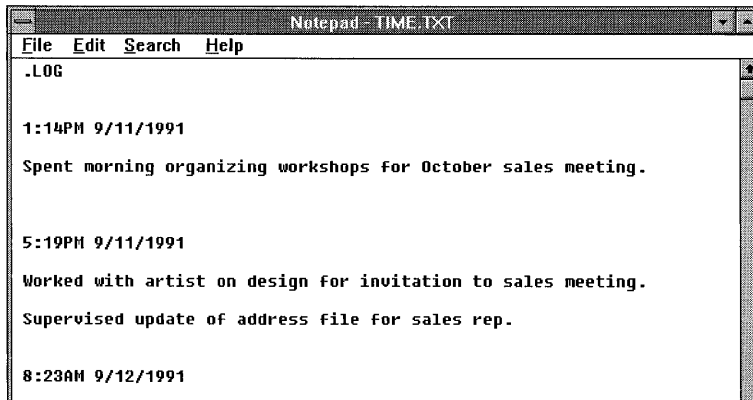 Notepad - TIME.TXT
File Edit Search Help
.LOG
1:14PM 9/11/1991
Spent morning organizing workshops for October sales meeting.
5:19PM 9/11/1991
Worked with artist on design for invitation to sales meeting.
Supervised update of address file for sales rep.
8:23AM 9/12/1991